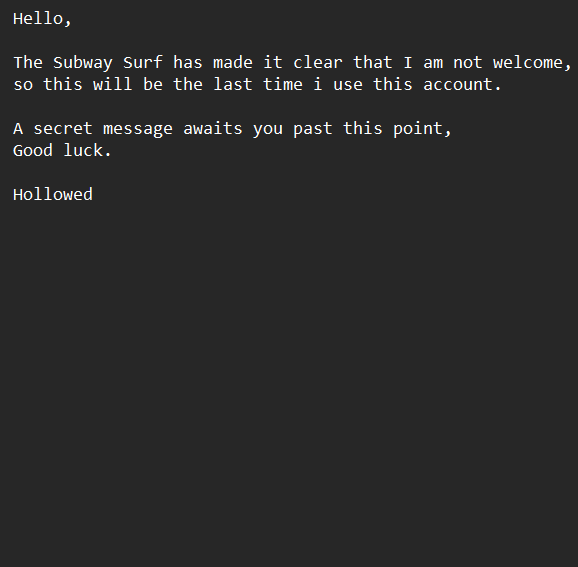 Hello,
The Subway Surf has made it clear that I am not welcome,
so this will be the last time i use this account.
A secret message awaits you past this point,
Good luck.
Hollowed